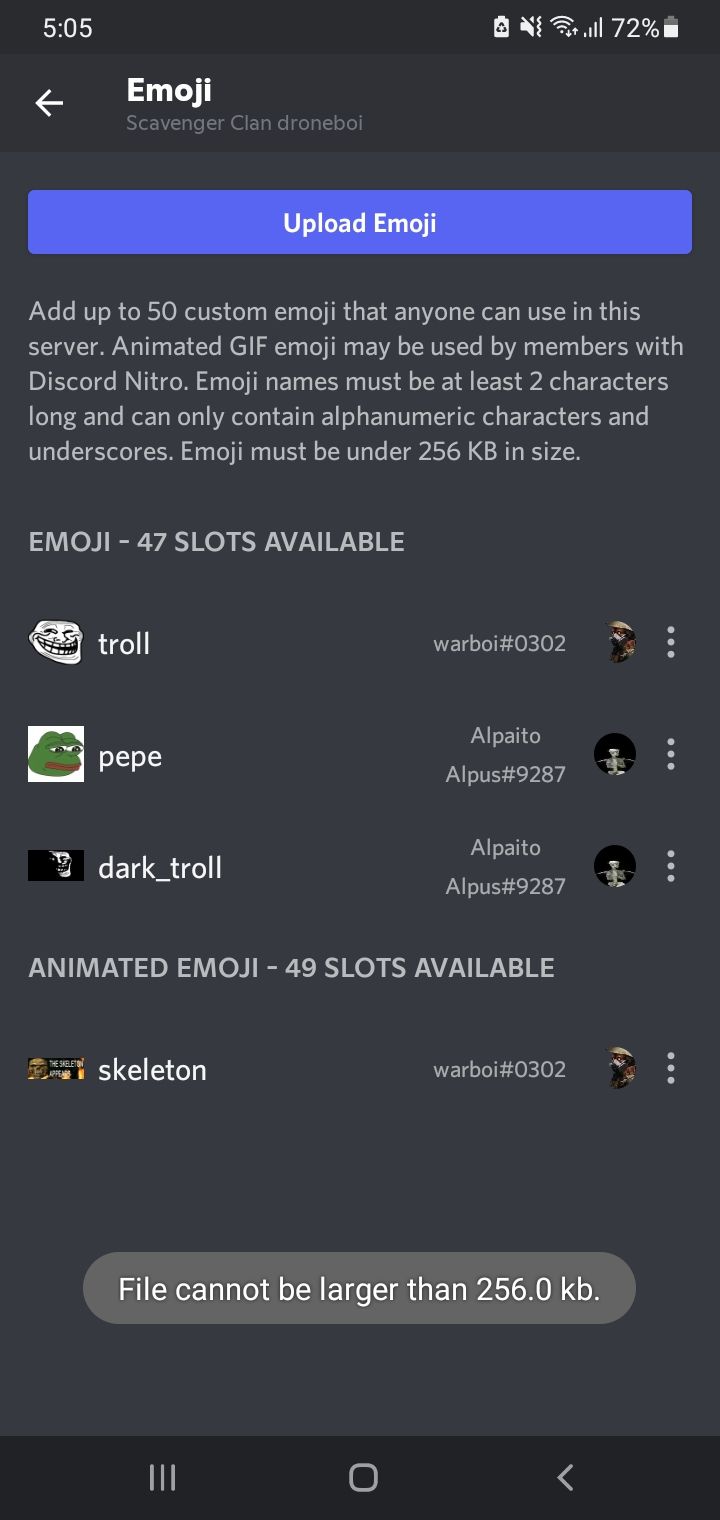 5:05
72%
Emoji
Scavenger Clan droneboi
Upload Emoji
Add up to 50 custom emoji that anyone can use in this
server. Animated GIF emoji may be used by members with
Discord Nitro. Emoji names must be at least 2 characters
long and can only contain alphanumeric characters and
underscores. Emoji must be under 256 KB in size.
EMOJI - 47 SLOTS AVAILABLE
troll
warboi#0302
pepe
Alpaito
Alpus#9287
dark_troll
Alpaito
Alpus#9287
ANIMATED EMOJI - 49 SLOTS AVAILABLE
THE SKELETON
APPEARS
skeleton
warboi#0302
File cannot be larger than 256.0 kb.